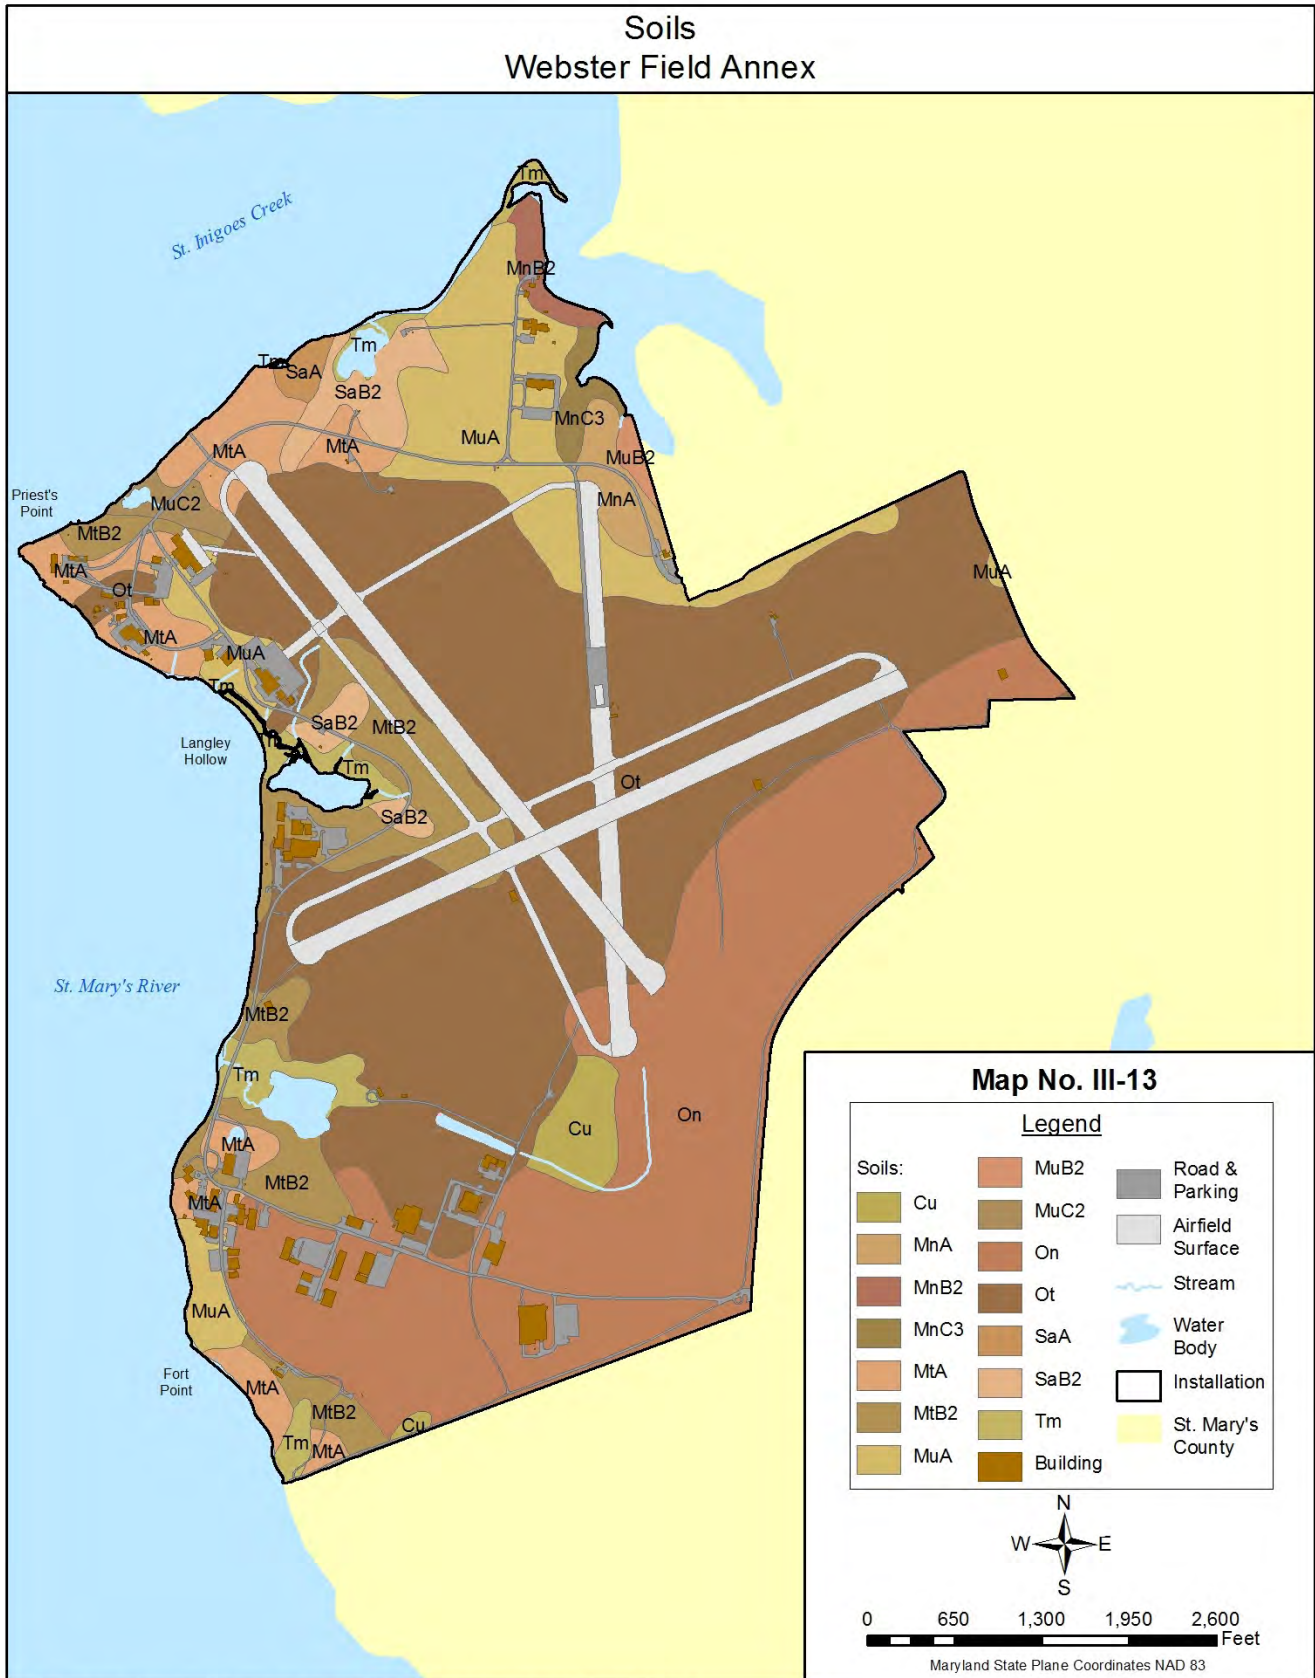 Soils
Webster Field Annex
Tm
St. Inigoes Creek
MnB2
Tm
Tm
SaA
SaB2
MnC3
MuA
MtA
MtA
MuB2
MnA
Priest's
Point
MuC2
MtB2
MtA
MuA
Ot
MtA
MuA
Tm
SaB2
MtB2
Langley
Hollow
Tm
Tm
Ot
SaB2
St. Mary's River
MtB2
Tm
On
Cu
MtA
MtB2
MtA
MuA
Fort
Point
MtA
MtB2
Cu
Tm
MtA
Map No. III-13
Legend
Soils:
Cu
MnA
MnB2
MnC3
MtA
MtB2
MuA
MuB2
MuC2
On
Ot
SaA
SaB2
Tm
Building
Road &
Parking
Airfield
Surface
Stream
Water
Body
Installation
St. Mary's
County
N
W E
S
0 650 1,300 1,950 2,600
Feet
Maryland State Plane Coordinates NAD 83